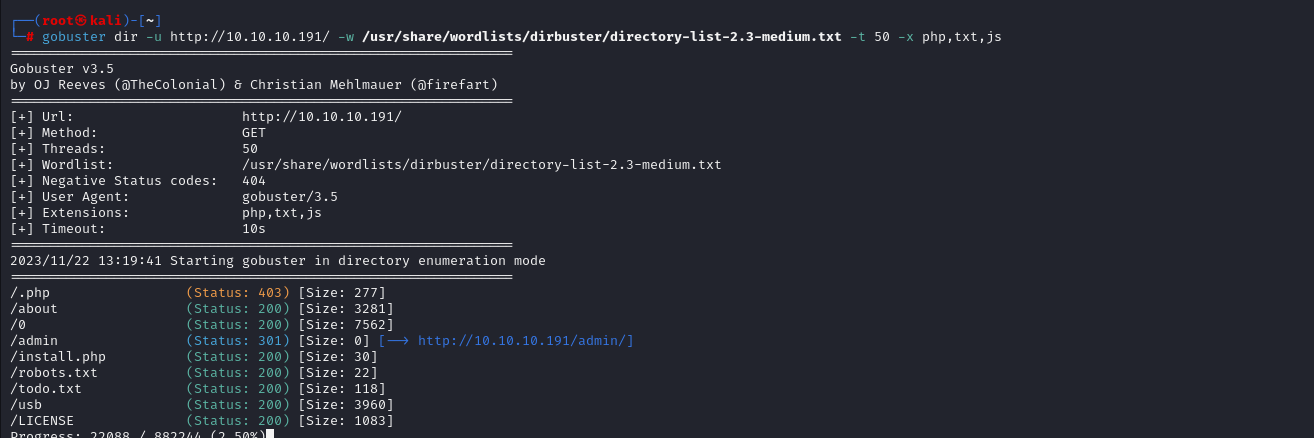 ┌──(root㉿kali)-[~]
└─# gobuster dir -u http://10.10.10.191/ -w /usr/share/wordlists/dirbuster/directory-list-2.3-medium.txt -t 50 -x php,txt,js
===============================================================
Gobuster v3.5
by OJ Reeves (@TheColonial) & Christian Mehlmauer (@firefart)
===============================================================
[+] Url:                     http://10.10.10.191/
[+] Method:                  GET
[+] Threads:                 50
[+] Wordlist:                /usr/share/wordlists/dirbuster/directory-list-2.3-medium.txt
[+] Negative Status codes:   404
[+] User Agent:              gobuster/3.5
[+] Extensions:              php,txt,js
[+] Timeout:                 10s
===============================================================
2023/11/22 13:19:41 Starting gobuster in directory enumeration mode
===============================================================
/.php                 (Status: 403) [Size: 277]
/about                (Status: 200) [Size: 3281]
/0                    (Status: 200) [Size: 7562]
/admin                (Status: 301) [Size: 0] [--> http://10.10.10.191/admin/]
/install.php          (Status: 200) [Size: 30]
/robots.txt           (Status: 200) [Size: 22]
/todo.txt             (Status: 200) [Size: 118]
/usb                  (Status: 200) [Size: 3960]
/LICENSE              (Status: 200) [Size: 1083]
Progress: 22088 / 882244 (2.50%)